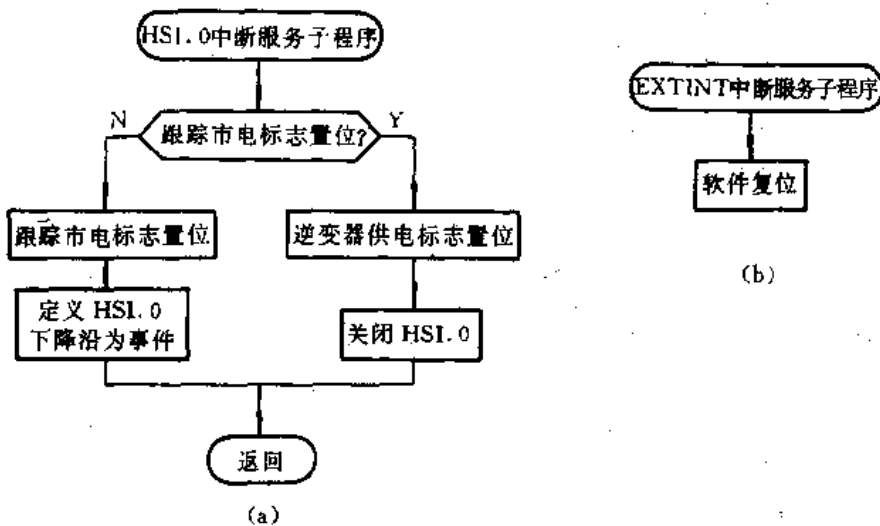 HSI.0中断服务子程序
N
跟踪市电标志置位?
Y
跟踪市电标志置位
逆变器供电标志置位
定义 HSI.0
下降沿为事件
关闭 HSI.0
返回
(a)
EXTINT中断服务子程序
软件复位
(b)